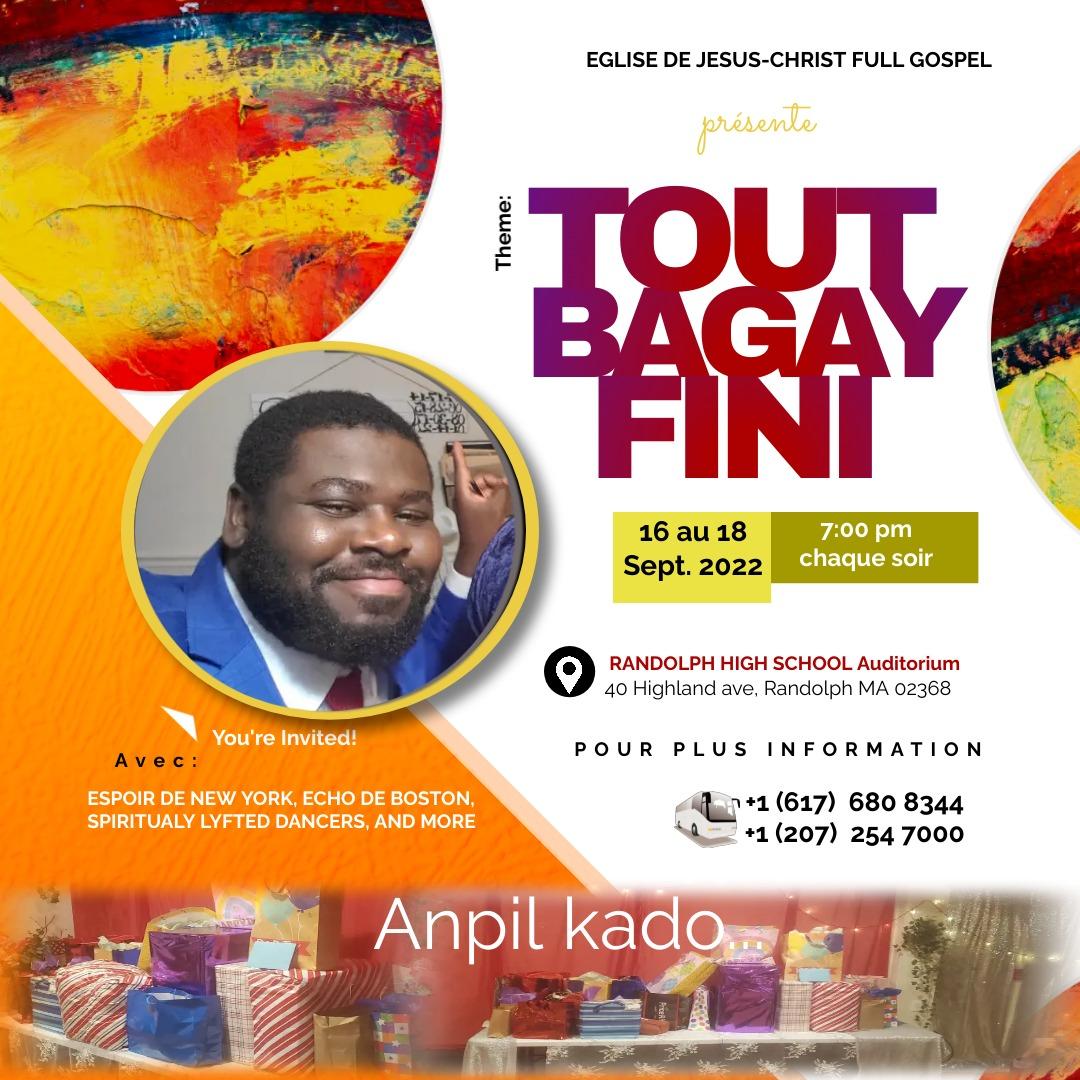 EGLISE DE JESUS-CHRIST FULL GOSPEL
présente
Theme:
TOUT
BAGAY
FINI
16 au 18
Sept. 2022
7:00 pm
chaque soir
RANDOLPH HIGH SCHOOL Auditorium
40 Highland ave, Randolph MA 02368
You're Invited!
Avec:
ESPOIR DE NEW YORK, ECHO DE BOSTON,
SPIRITUALY LYFTED DANCERS, AND MORE
POUR PLUS INFORMATION
+1 (617) 680 8344
+1 (207) 254 7000
Anpil kado